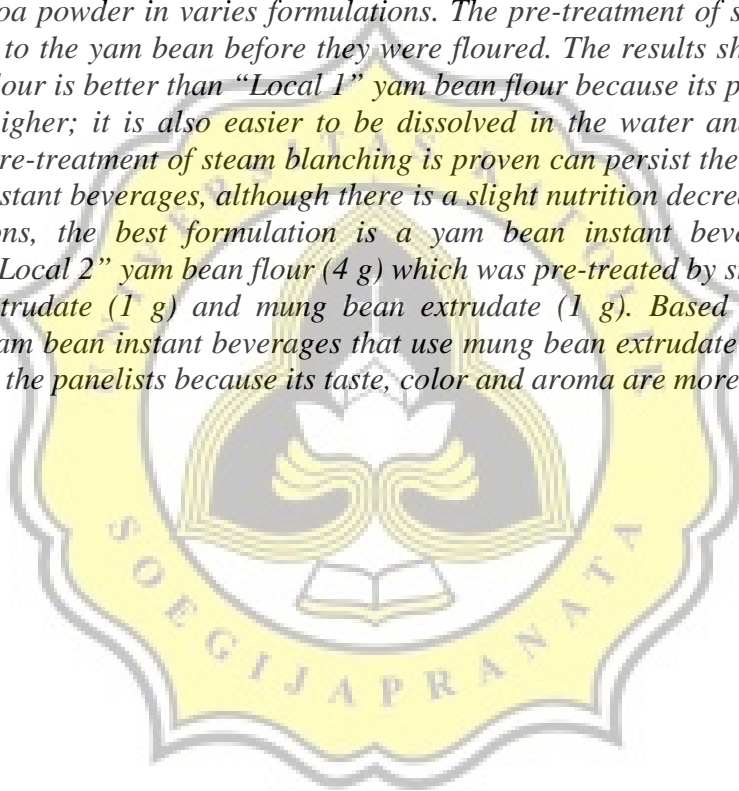 oa powder in varies formulations. The pre-treatment of s
to the yam bean before they were floured. The results sh
lour is better than “Local 1” yam bean flour because its p
igher; it is also easier to be dissolved in the water an
re-treatment of steam blanching is proven can persist the
stant beverages, although there is a slight nutrition decre
ons, the best formulation is a yam bean instant beve
Local 2” yam bean flour (4 g) which was pre-treated by s
trudate (1 g) and mung bean extrudate (1 g). Based
am bean instant beverages that use mung bean extrudate
the panelists because its taste, color and aroma are more
UNIVERSITAS KATOLIK
SOEGIJAPRANATA